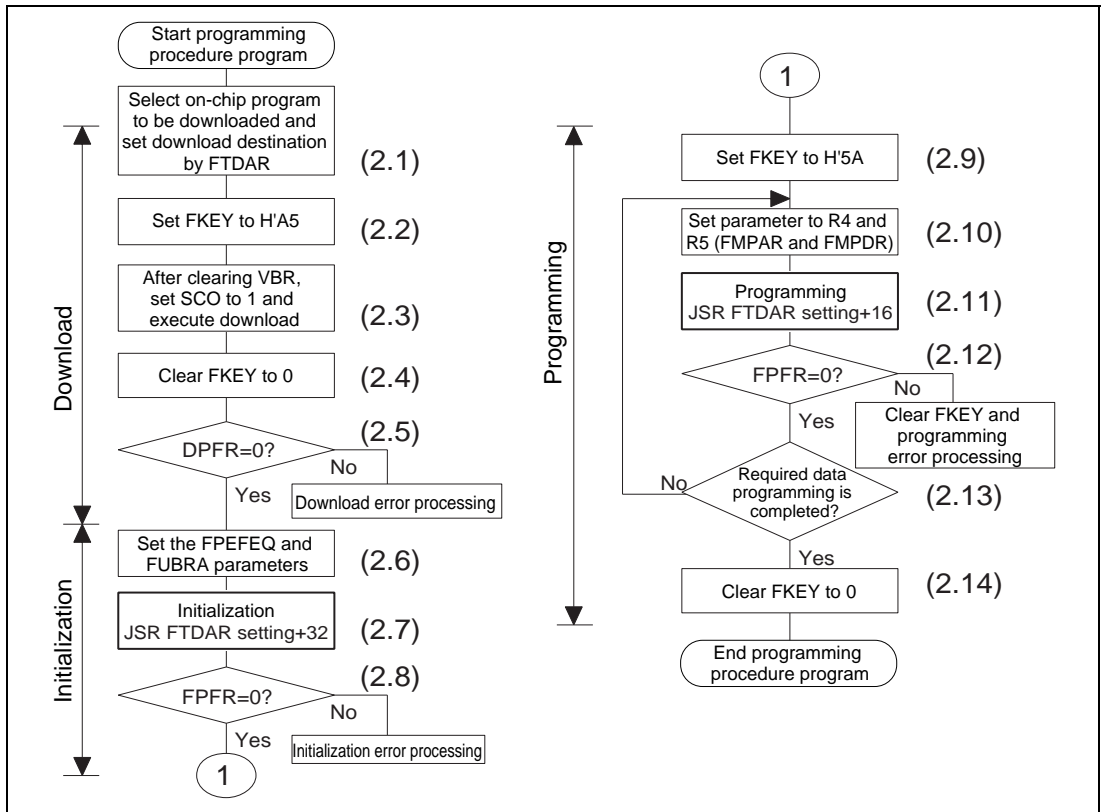 Start programming
procedure program
Select on-chip program
to be downloaded and
set download destination
by FTDAR
(2.1)
Set FKEY to H'A5
(2.2)
After clearing VBR,
set SCO to 1 and
execute download
(2.3)
Clear FKEY to 0
(2.4)
DPFR=0?
(2.5)
No
Yes
Download error processing
Download
Set the FPEFEQ and
FUBRA parameters
(2.6)
Initialization
JSR FTDAR setting+32
(2.7)
FPFR=0?
(2.8)
No
Yes
Initialization error processing
Initialization
1
1
Set FKEY to H'5A
(2.9)
Set parameter to R4 and
R5 (FMPAR and FMPDR)
(2.10)
Programming
JSR FTDAR setting+16
(2.11)
FPFR=0?
(2.12)
No
Yes
Clear FKEY and
programming
error processing
Required data
programming is
completed?
(2.13)
No
Yes
Clear FKEY to 0
(2.14)
Programming
End programming
procedure program